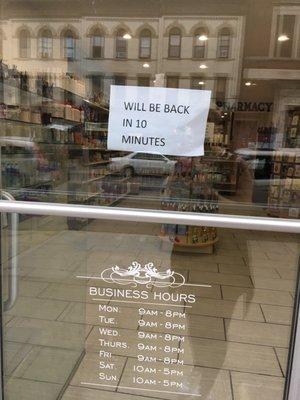 WILL BE BACK
IN 10
MINUTES
PHARMACY
BUSINESS HOURS
MON. 9AM-8PM
TUE. 9AM-8PM
WED. 9AM-8PM
THURS. 9AM-8PM
FRI. 9AM-8PM
SAT. 10AM-5PM
SUN. 10AM-5PM